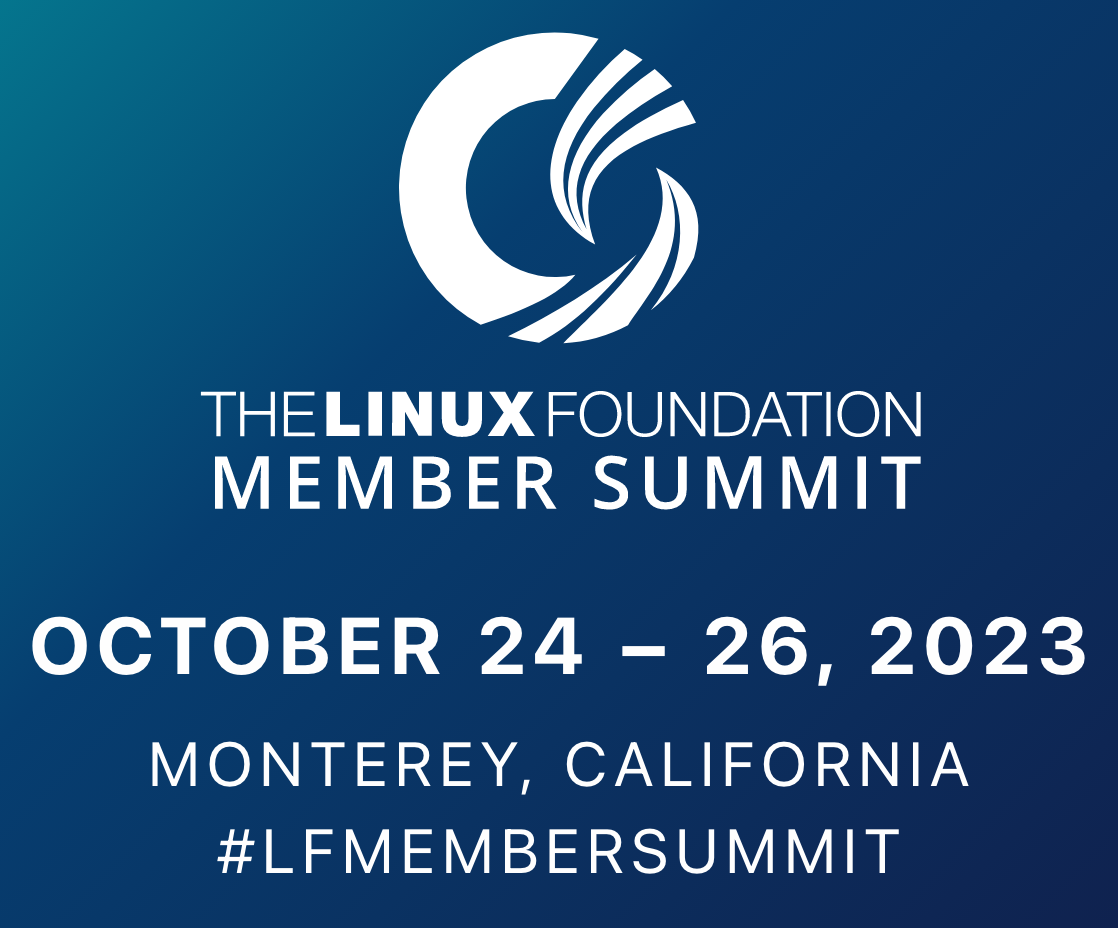 THE LINUX FOUNDATION
MEMBER SUMMIT
OCTOBER 24 – 26, 2023
MONTEREY, CALIFORNIA
#LFMEMBERSUMMIT